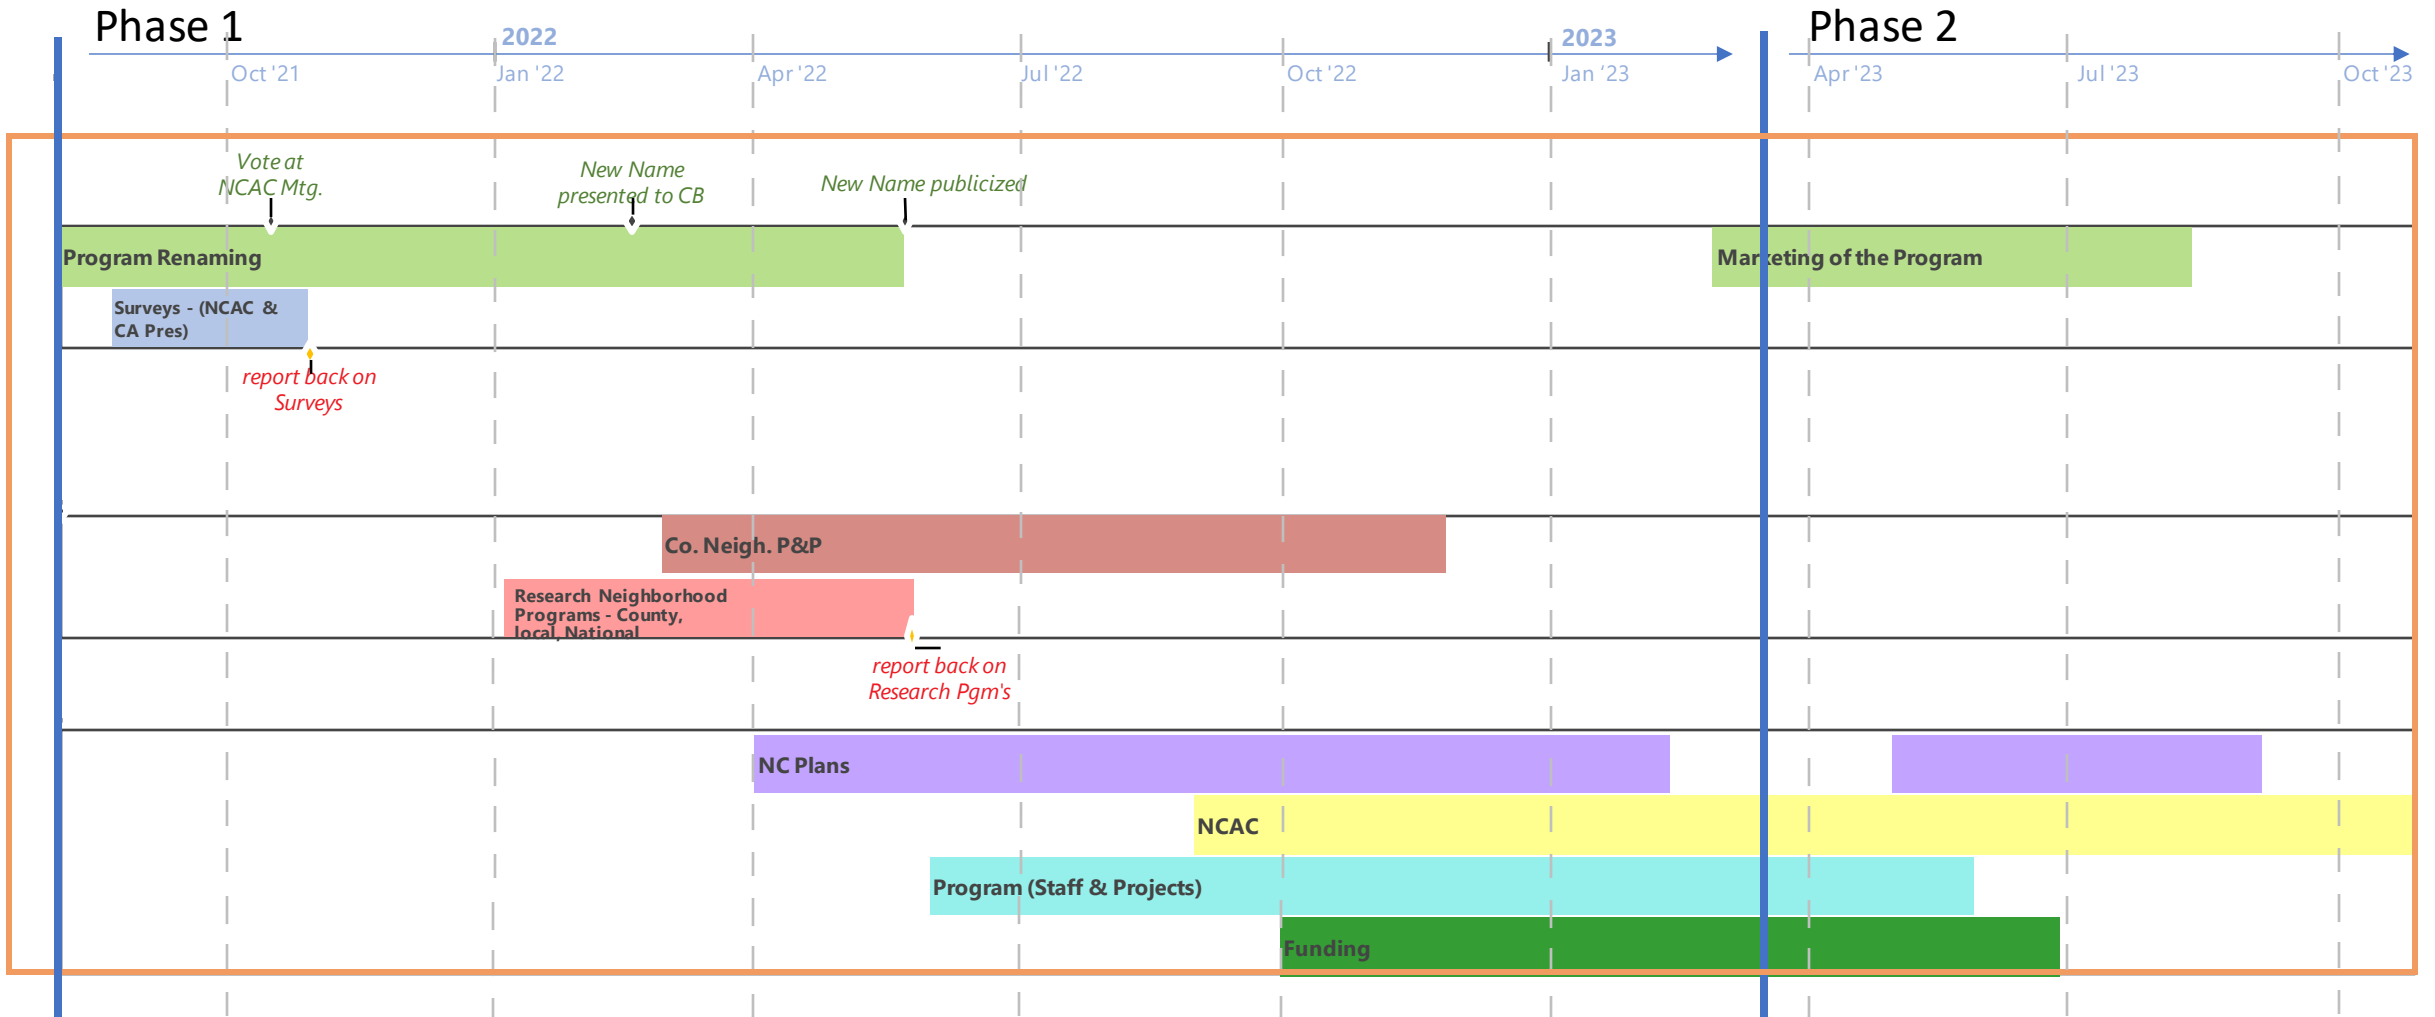 Phase 1
Phase 2
2022
2023
Oct '21
Jan '22
Apr '22
Jul '22
Oct '22
Jan ‘23
Apr '23
Jul '23
Oct '23
Vote at
NCAC Mtg.
New Name
presented to CB
New Name publicized
Program Renaming
Marketing of the Program
Surveys - (NCAC &
CA Pres)
report back on
Surveys
Co. Neigh. P&P
Research Neighborhood
Programs - County,
local, National
report back on
Research Pgm's
NC Plans
NCAC
Program (Staff & Projects)
Funding